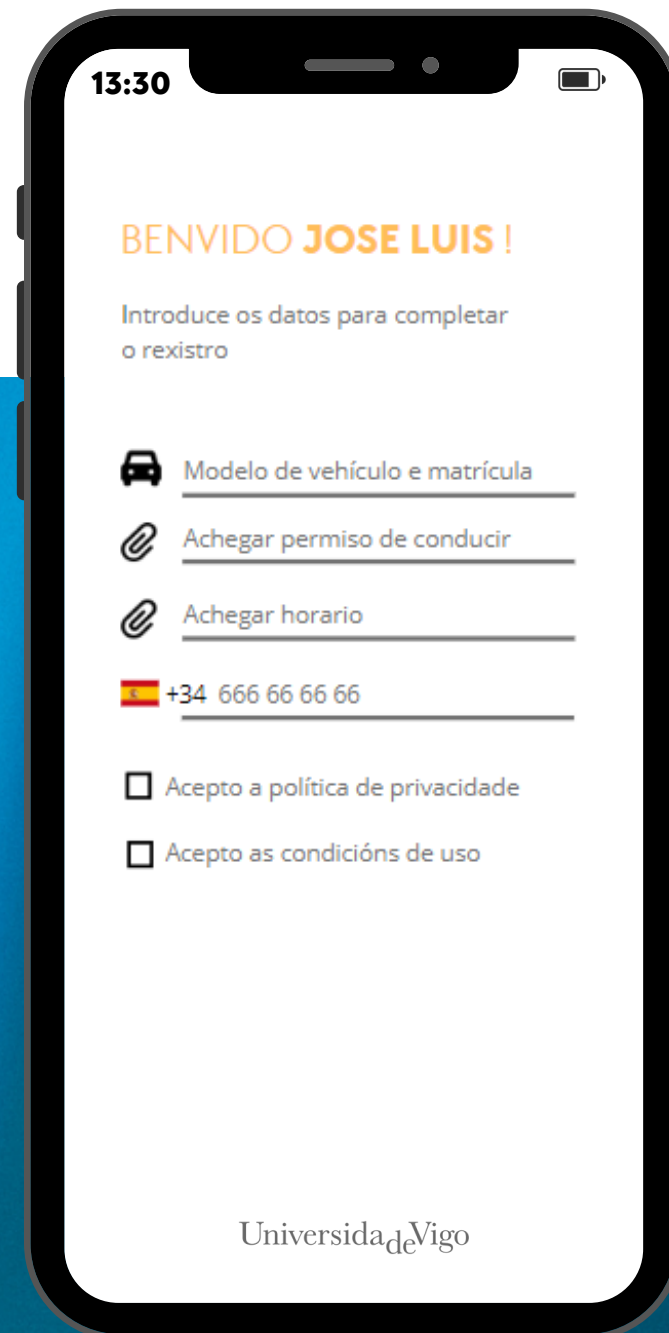 13:30
BENVIDO JOSE LUIS !
Introduce os datos para completar
o rexistro
Modelo de vehículo e matrícula
Achegar permiso de conducir
Achegar horario
+34 666 66 66 66
Acepto a política de privacidade
Acepto as condicións de uso
UniversidadeVigo